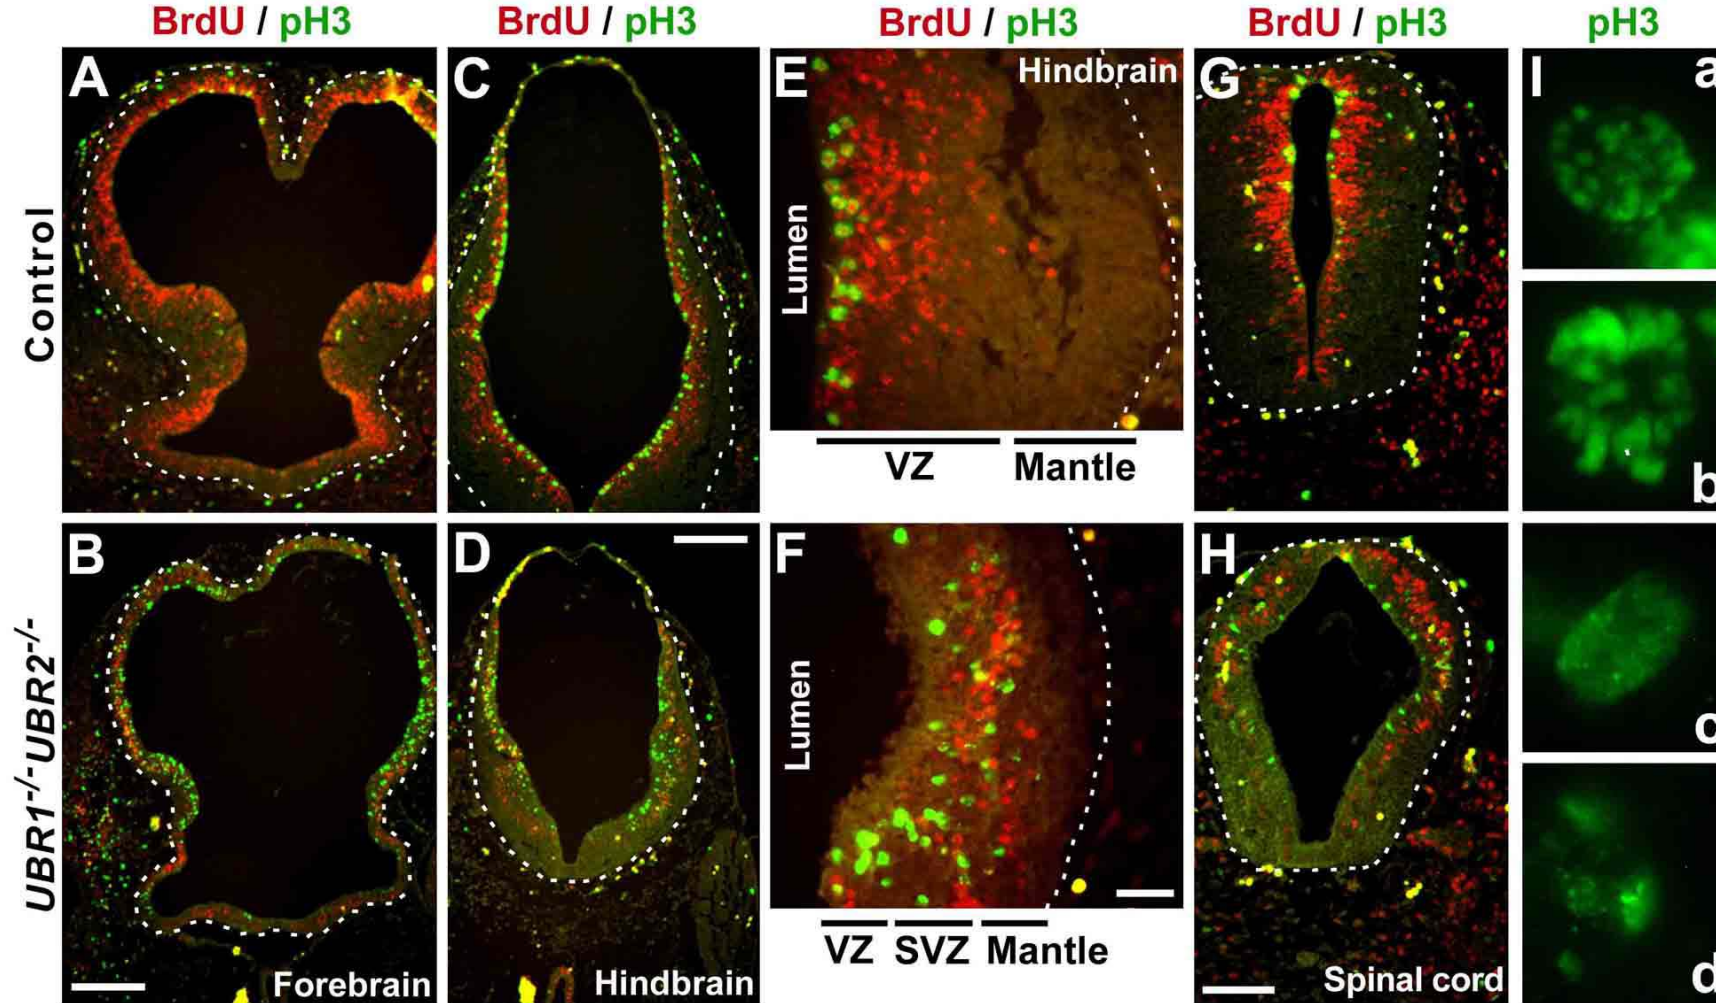 BrdU / pH3
BrdU / pH3
BrdU / pH3
BrdU / pH3
pH3
Control
A
C
E
Hindbrain
Lumen
VZ
Mantle
G
I
a
b
UBR1-/-UBR2-/-
B
Forebrain
D
Hindbrain
F
Lumen
VZ
SVZ
Mantle
H
Spinal cord
c
d